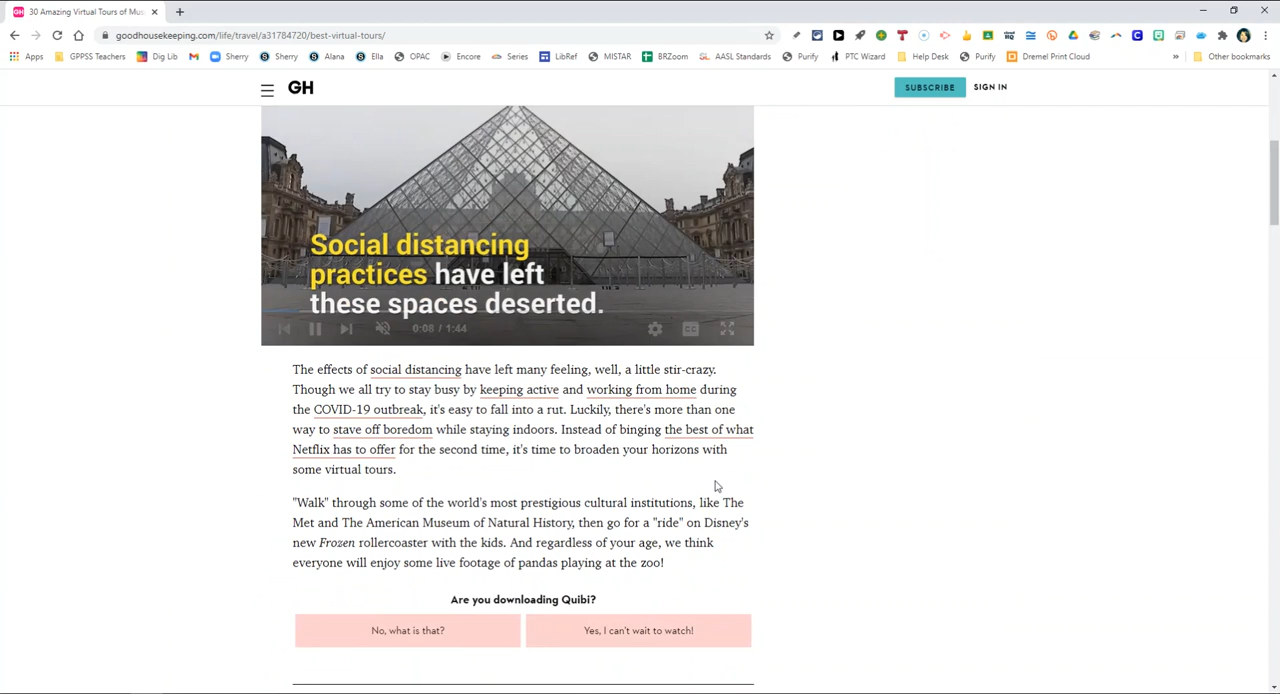 30 Amazing Virtual Tours of Mus
goodhousekeeping.com/life/travel/a31784720/best-virtual-tours/
Apps GPPSS Teachers Dig Lib Sherry Sherry Alana Ella OPAC Encore Series LibRef MISTAR BRZoom AASL Standards Purify PTC Wizard Help Desk Purify Dremel Print Cloud » Other bookmarks
GH SUBSCRIBE SIGN IN
Social distancing
practices have left
these spaces deserted.
0:08 / 1:44 CC
The effects of social distancing have left many feeling, well, a little stir-crazy.
Though we all try to stay busy by keeping active and working from home during
the COVID-19 outbreak, it's easy to fall into a rut. Luckily, there's more than one
way to stave off boredom while staying indoors. Instead of binging the best of what
Netflix has to offer for the second time, it's time to broaden your horizons with
some virtual tours.
"Walk" through some of the world's most prestigious cultural institutions, like The
Met and The American Museum of Natural History, then go for a "ride" on Disney's
new Frozen rollercoaster with the kids. And regardless of your age, we think
everyone will enjoy some live footage of pandas playing at the zoo!
Are you downloading Quibi?
No, what is that? Yes, I can't wait to watch!